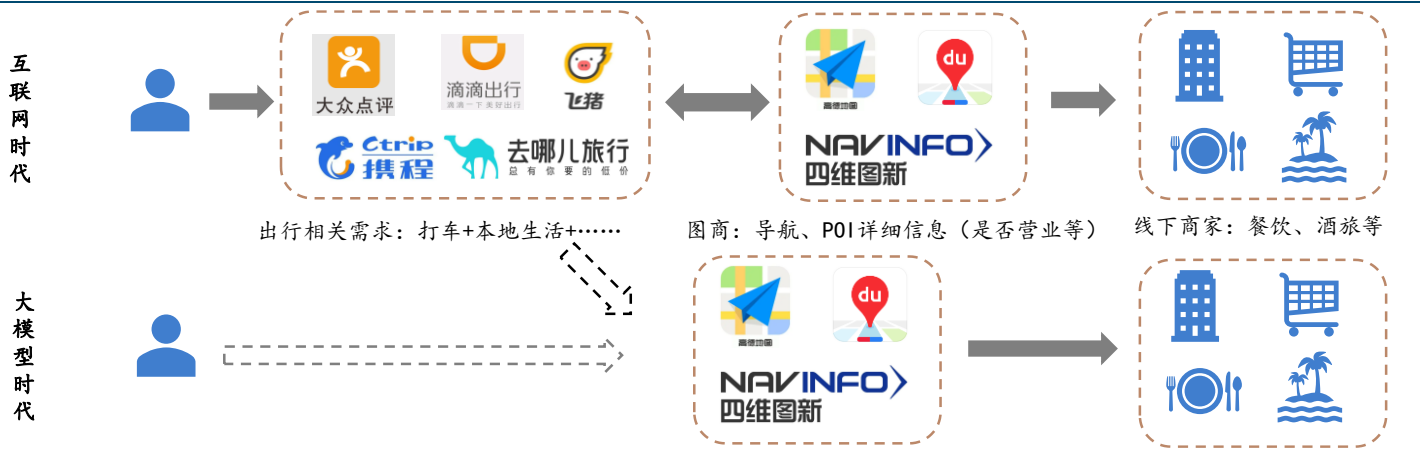 互联网时代
大众点评
滴滴出行
滴滴一下 美好出行
飞猪
Ctrip
携程
去哪儿旅行
总有你要的低价
高德地图
du
NAVINFO
四维图新
出行相关需求：打车+本地生活+……
图商：导航、POI详细信息（是否营业等）
线下商家：餐饮、酒旅等
大模型时代
高德地图
du
NAVINFO
四维图新